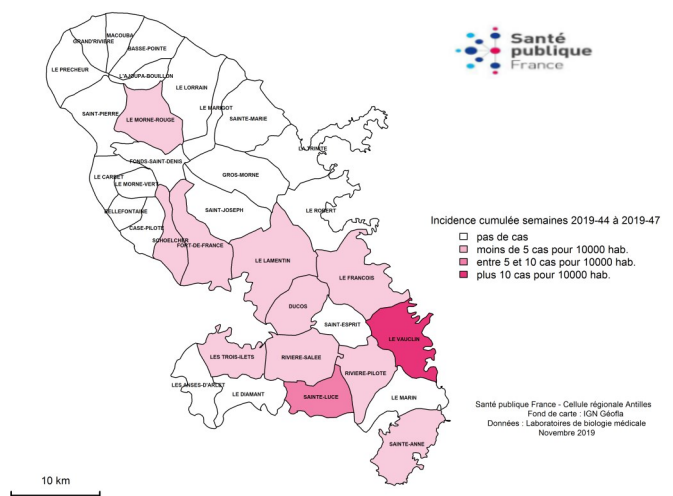 Santé
publique
France
MACOUBA
GRAND'RIVIERE
BASSE-POINTE
LE PRECHEUR
L'AJOUPA-BOUILLON
LE LORRAIN
SAINT-PIERRE
LE MARIGOT
LE MORNE-ROUGE
SAINTE-MARIE
LA TRINITE
FONDS-SAINT-DENIS
LE CARBET
GROS-MORNE
LE MORNE-VERT
BELLEFONTAINE
SAINT-JOSEPH
LE ROBERT
CASE-PILOTE
SCHOELCHER
FORT-DE-FRANCE
LE LAMENTIN
LE FRANCOIS
DUCOS
SAINT-ESPRIT
LE VAUCLIN
LES TROIS-ILETS
RIVIERE-SALEE
RIVIERE-PILOTE
LES ANSES-D'ARLET
LE DIAMANT
SAINTE-LUCE
LE MARIN
SAINTE-ANNE
Incidence cumulée semaines 2019-44 à 2019-47
pas de cas
moins de 5 cas pour 10000 hab.
entre 5 et 10 cas pour 10000 hab.
plus 10 cas pour 10000 hab.
Santé publique France - Cellule régionale Antilles
Fond de carte : IGN Géofla
Données : Laboratoires de biologie médicale
Novembre 2019
10 km